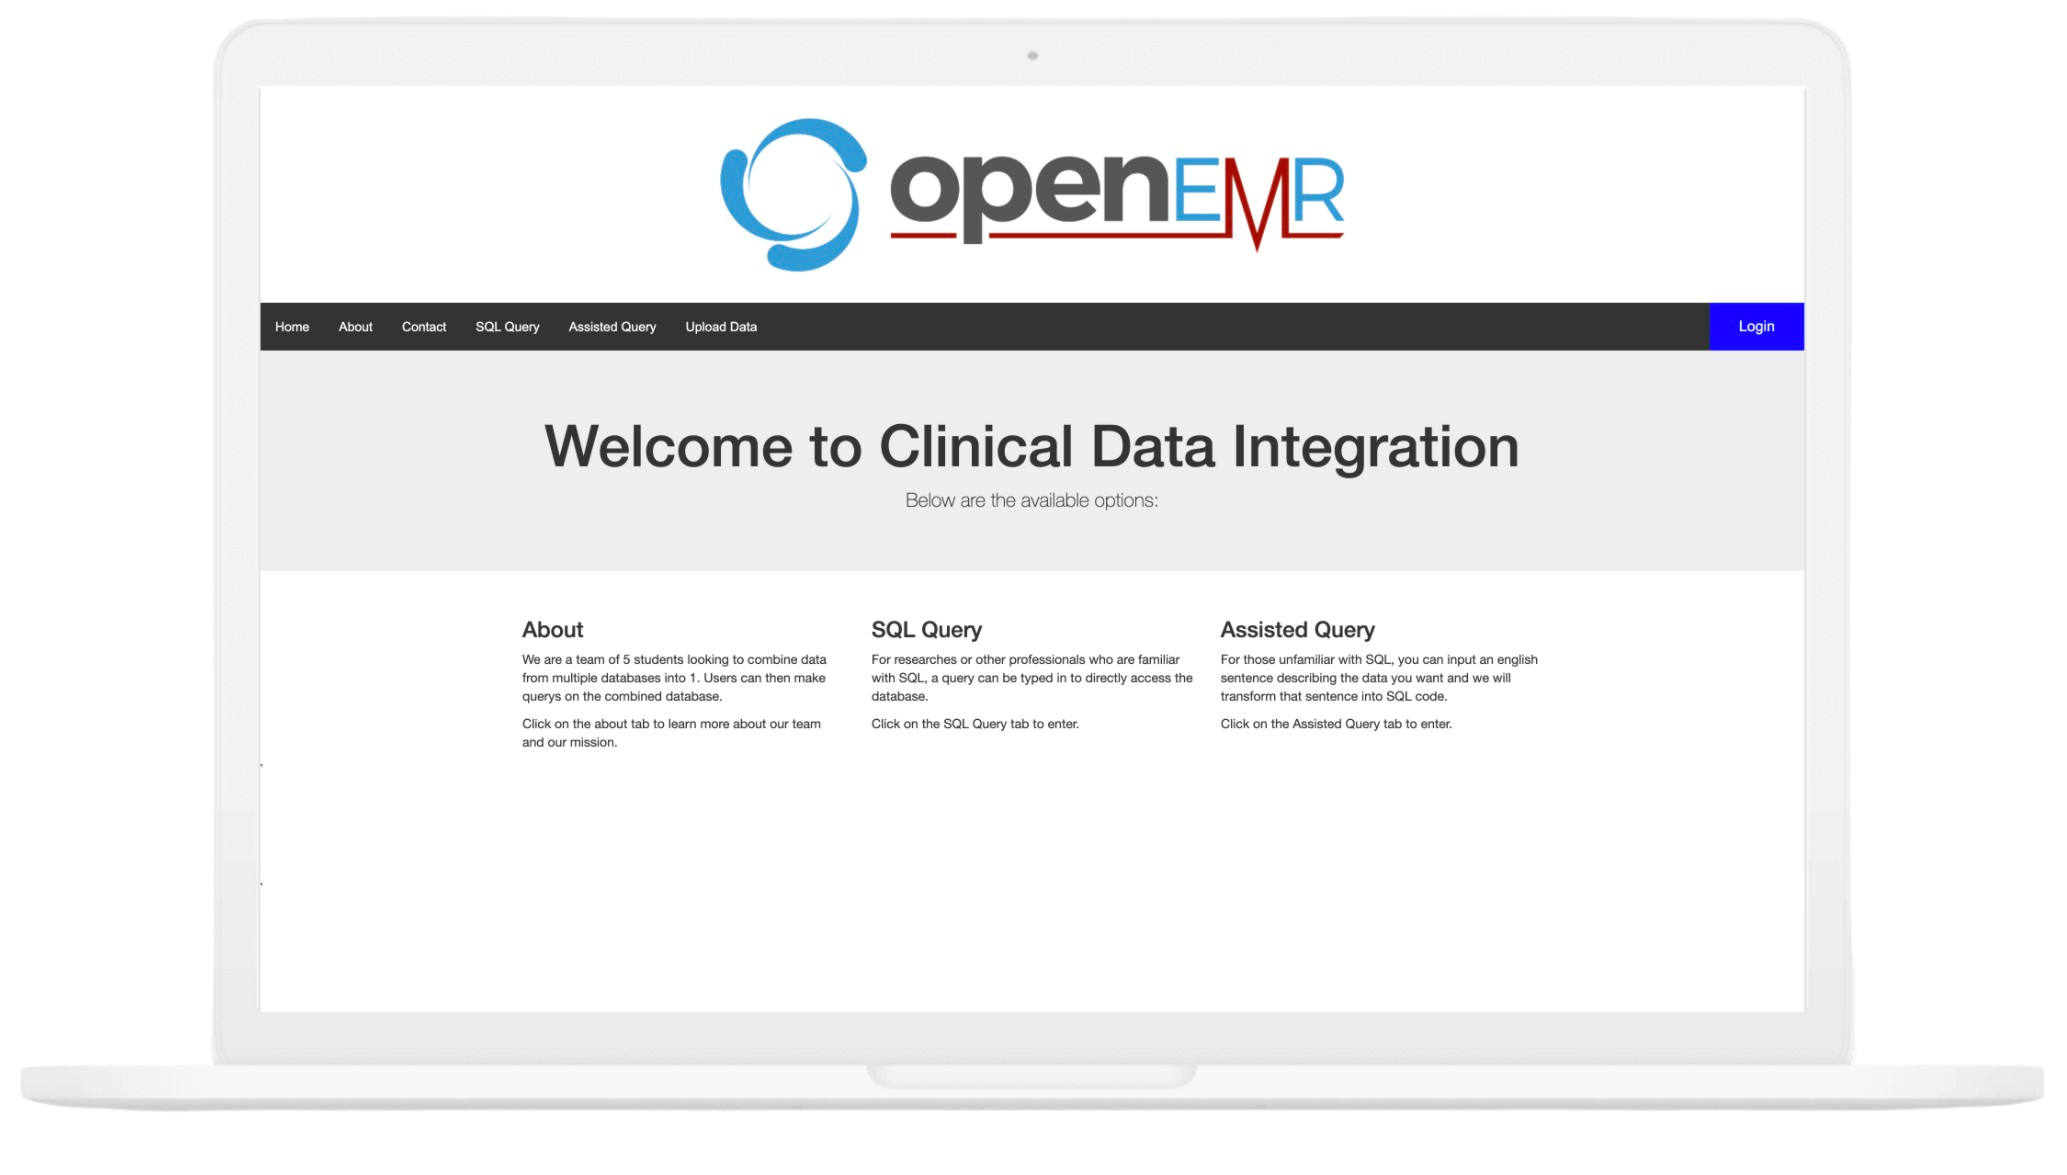 openEMR
Home About Contact SQL Query Assisted Query Upload Data Login
Welcome to Clinical Data Integration
Below are the available options:
About
We are a team of 5 students looking to combine data
from multiple databases into 1. Users can then make
querys on the combined database.
Click on the about tab to learn more about our team
and our mission.
SQL Query
For researches or other professionals who are familiar
with SQL, a query can be typed in to directly access the
database.
Click on the SQL Query tab to enter.
Assisted Query
For those unfamiliar with SQL, you can input an english
sentence describing the data you want and we will
transform that sentence into SQL code.
Click on the Assisted Query tab to enter.